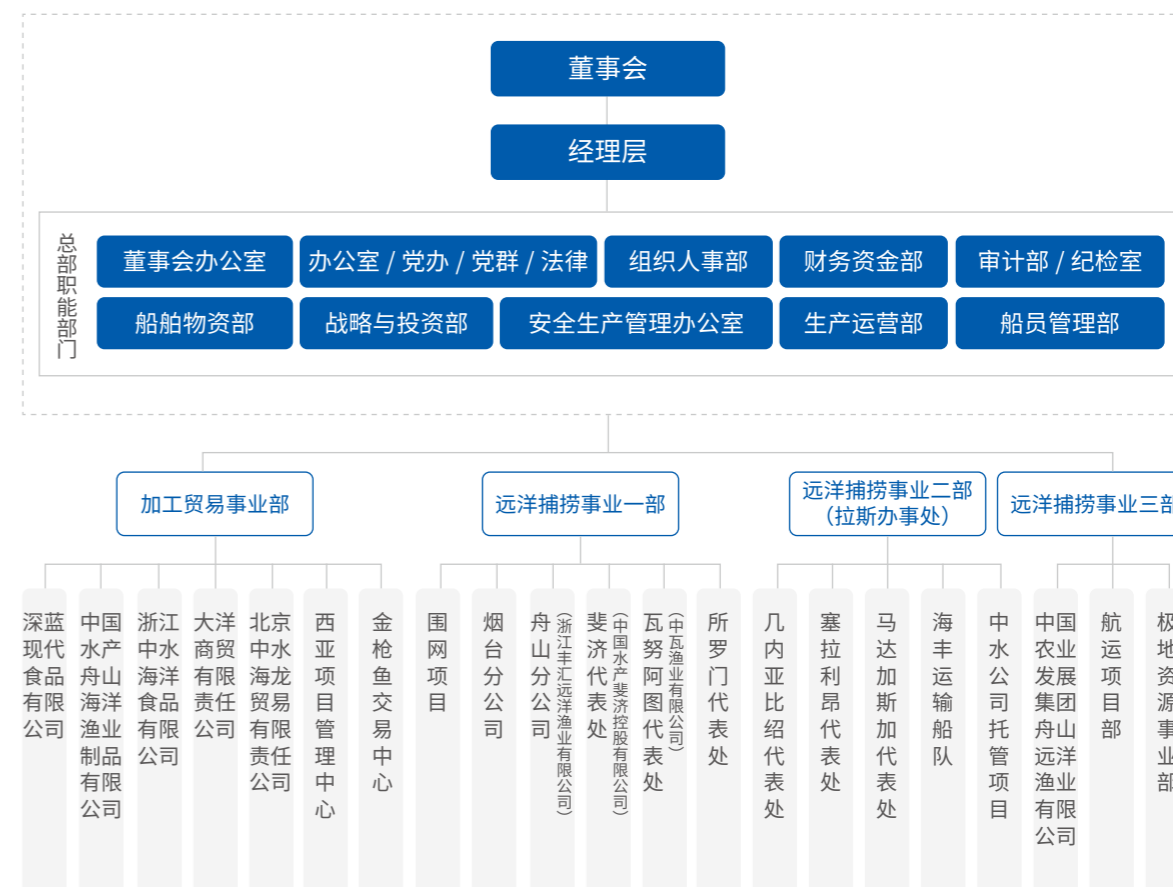 董事会
经理层
总部职能部门
董事会办公室
办公室 / 党办 / 党群 / 法律
组织人事部
财务资金部
审计部 / 纪检室
船舶物资部
战略与投资部
安全生产管理办公室
生产运营部
船员管理部
加工贸易事业部
远洋捕捞事业一部
远洋捕捞事业二部
（拉斯办事处）
远洋捕捞事业三部
深蓝现代食品有限公司
中国水产舟山海洋渔业制品有限公司
浙江中水海洋食品有限公司
大洋商贸有限责任公司
北京中水海龙贸易有限责任公司
西亚项目管理中心
金枪鱼交易中心
围网项目
烟台分公司
舟山分公司
（浙江丰汇远洋渔业有限公司）
斐济代表处
（中国水产斐济控股有限公司）
瓦努阿图代表处
（中瓦渔业有限公司）
所罗门代表处
几内亚比绍代表处
塞拉利昂代表处
马达加斯加代表处
海丰运输船队
中水公司托管项目
中国农业发展集团舟山远洋渔业有限公司
航运项目部
极地资源事业部